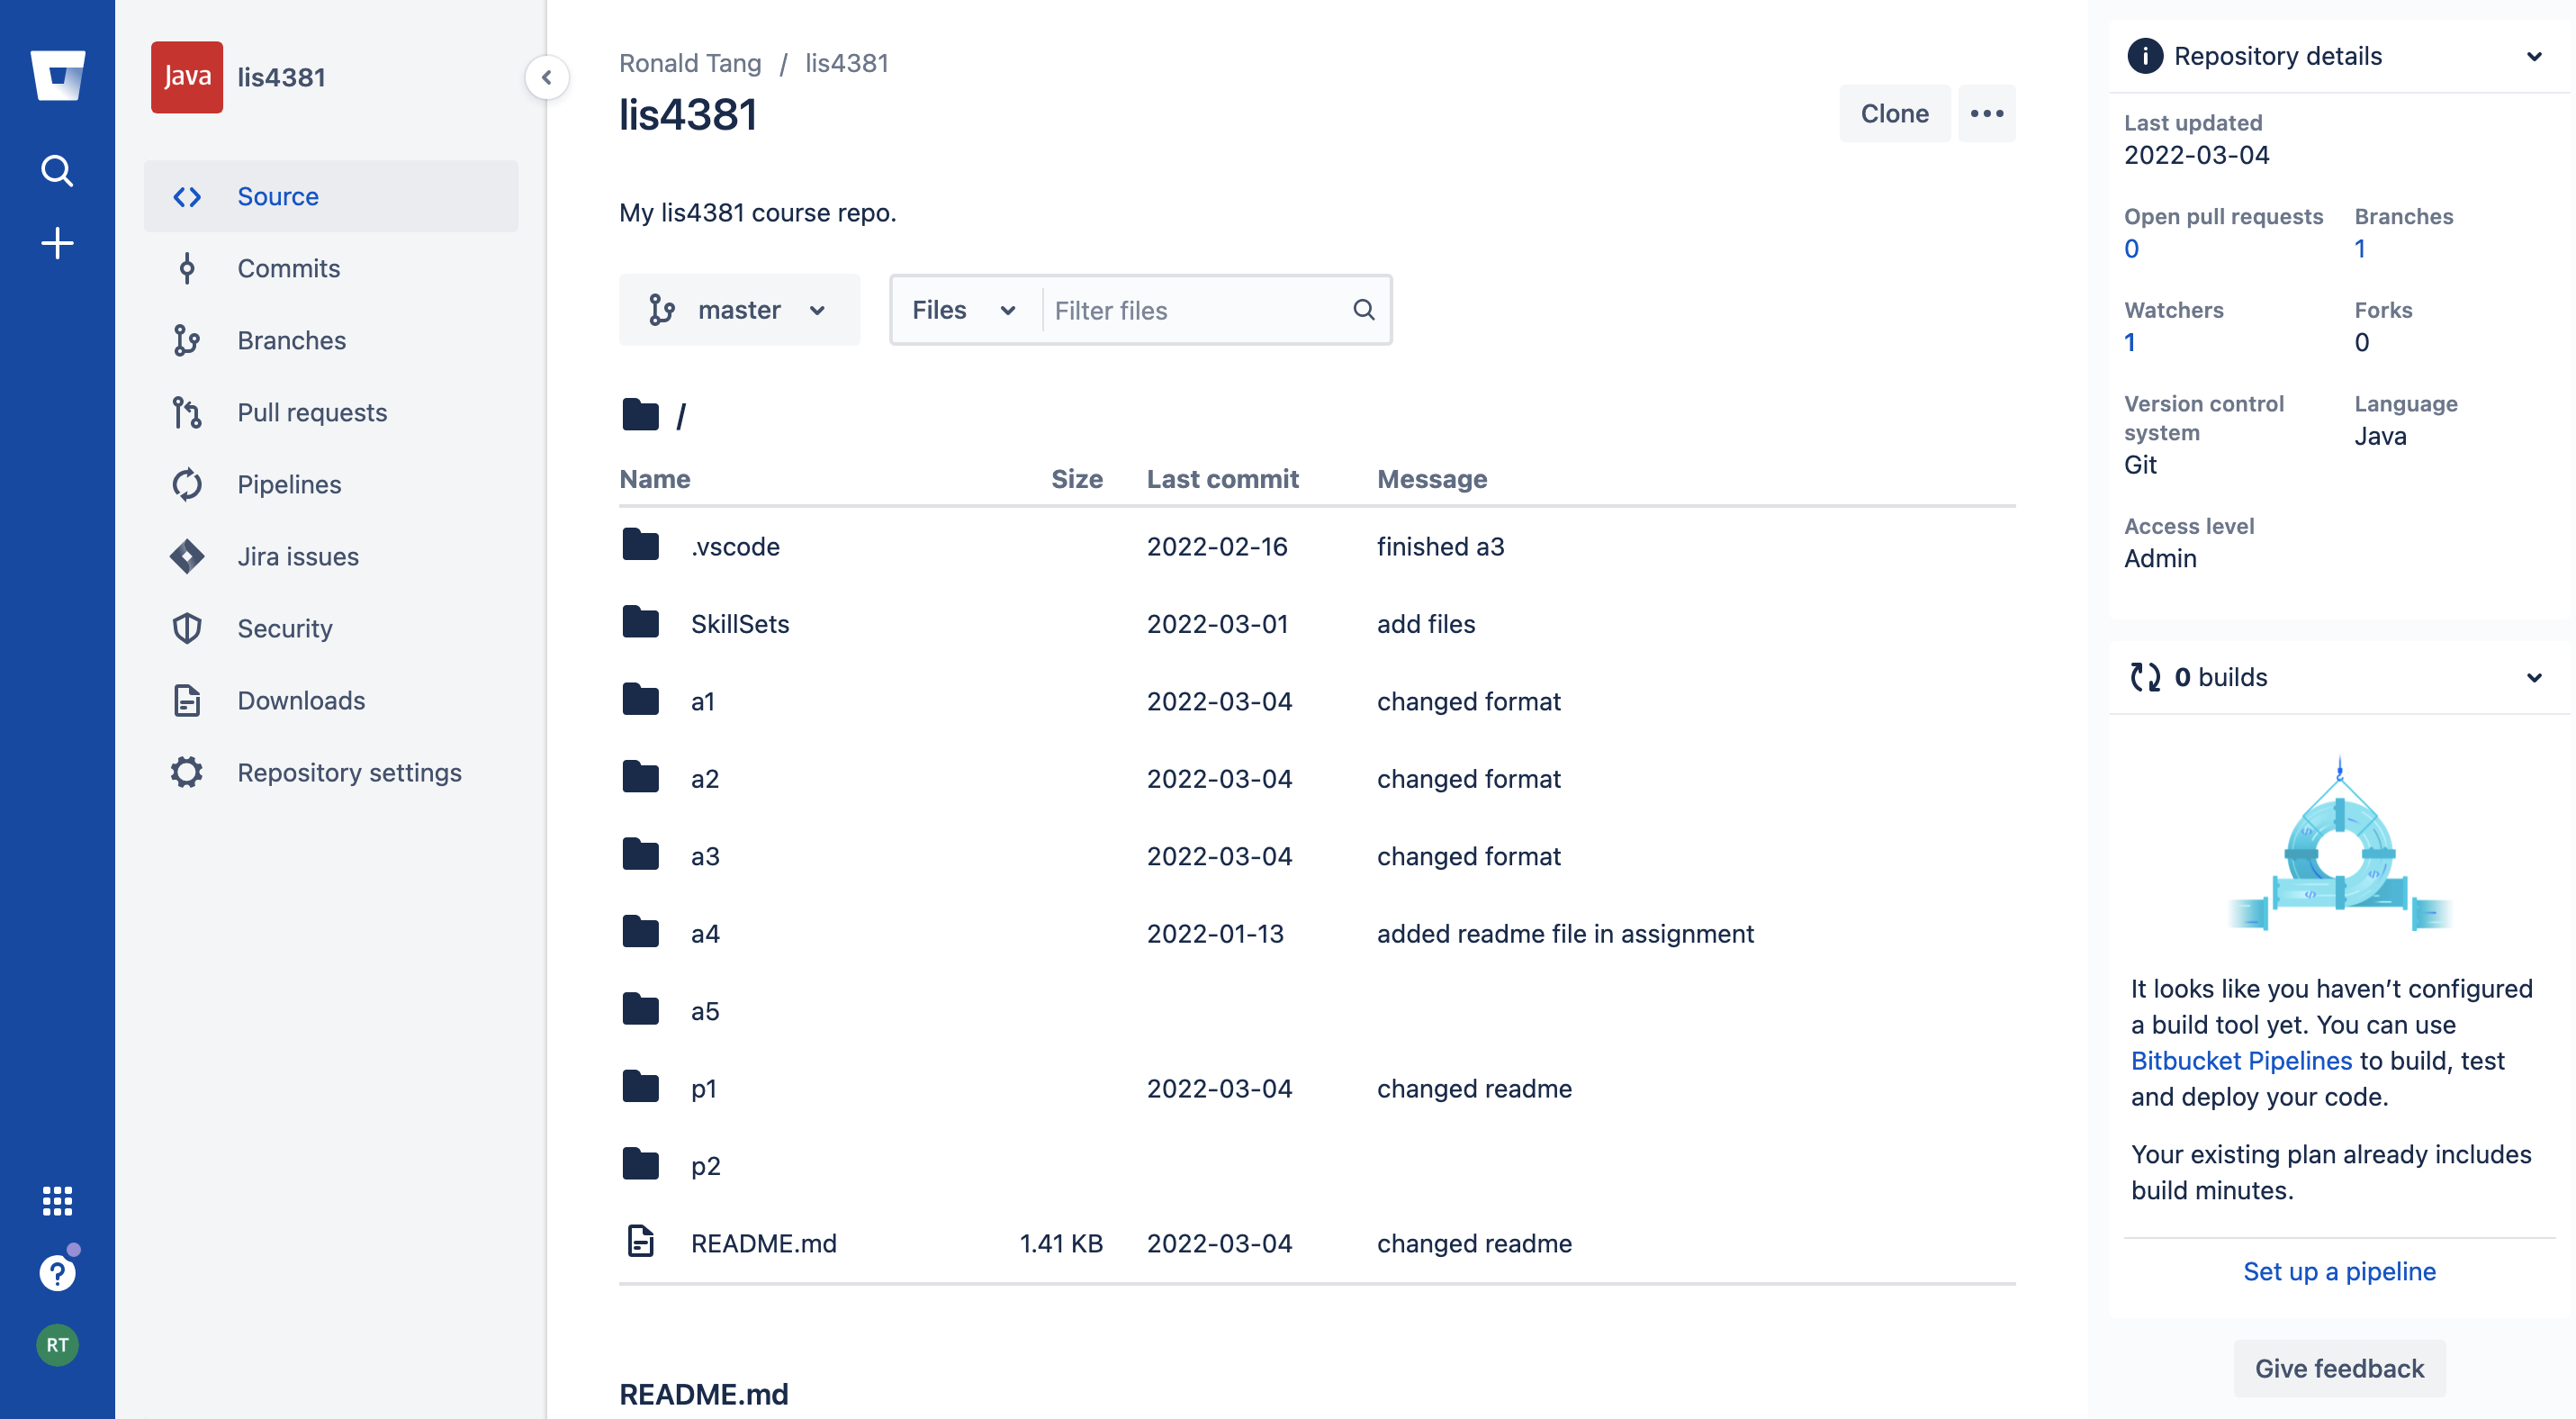 Java
lis4381
Source
Commits
Branches
Pull requests
Pipelines
Jira issues
Security
Downloads
Repository settings
RT
Ronald Tang / lis4381
lis4381
Clone
My lis4381 course repo.
master
Files
Filter files
/
Name Size Last commit Message
.vscode 2022-02-16 finished a3
SkillSets 2022-03-01 add files
a1 2022-03-04 changed format
a2 2022-03-04 changed format
a3 2022-03-04 changed format
a4 2022-01-13 added readme file in assignment
a5
p1 2022-03-04 changed readme
p2
README.md 1.41 KB 2022-03-04 changed readme
README.md
Repository details
Last updated
2022-03-04
Open pull requests Branches
0 1
Watchers Forks
1 0
Version control Language
system Java
Git
Access level
Admin
0 builds
It looks like you haven’t configured
a build tool yet. You can use
Bitbucket Pipelines to build, test
and deploy your code.
Your existing plan already includes
build minutes.
Set up a pipeline
Give feedback